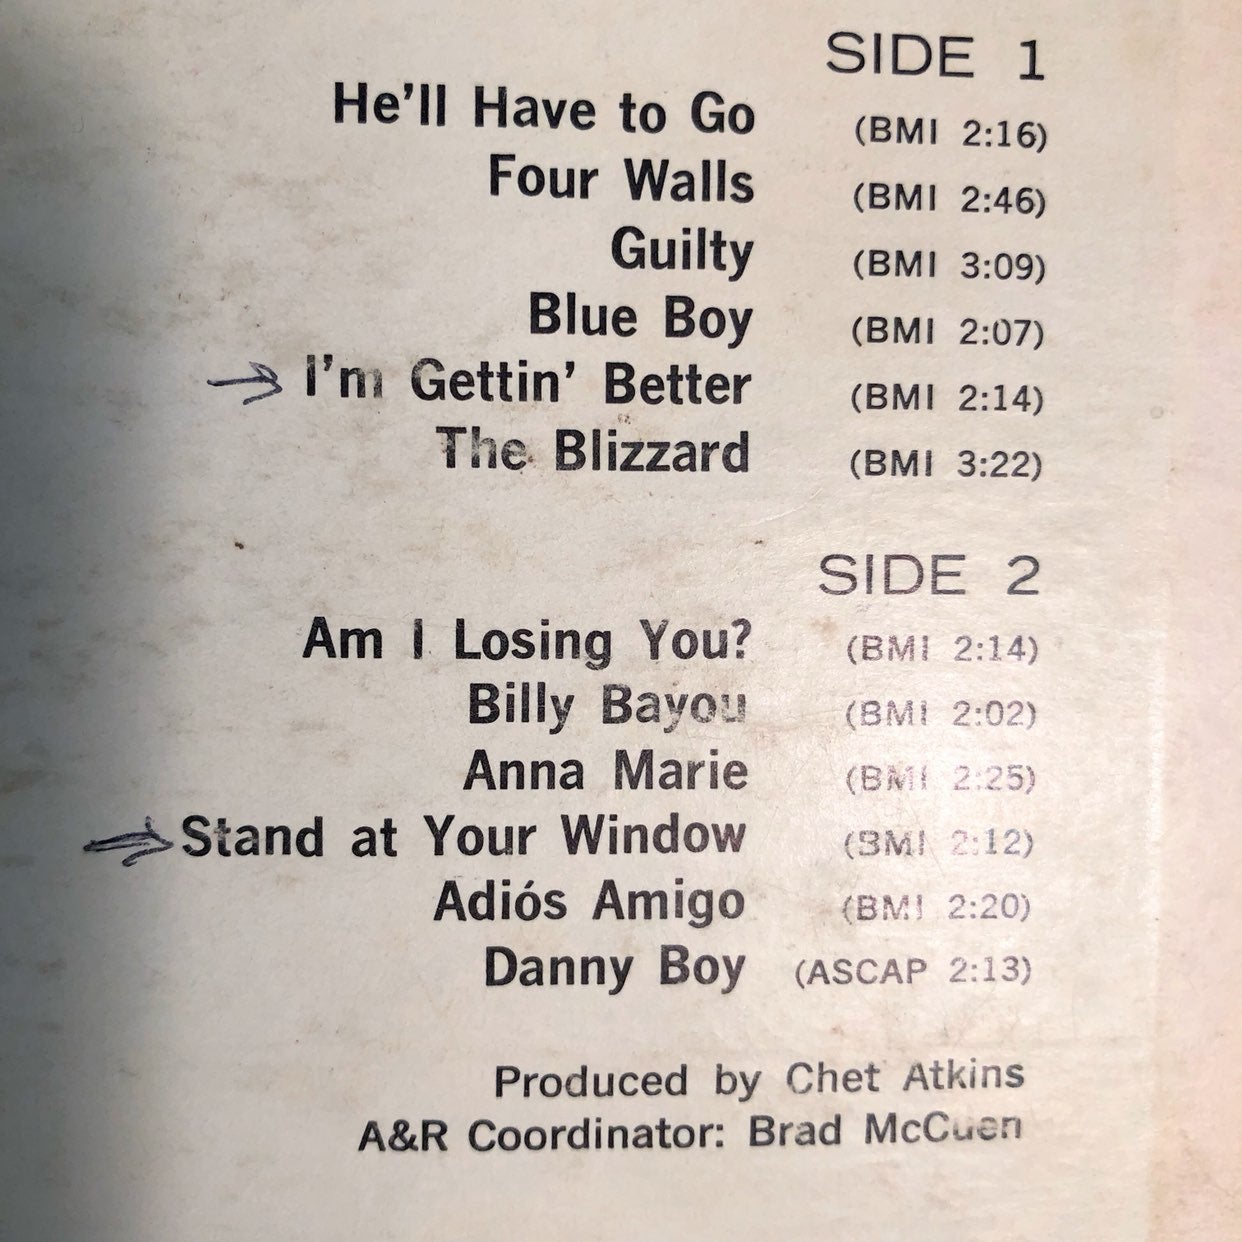 SIDE 1
He'll Have to Go (BMI 2:16)
Four Walls (BMI 2:46)
Guilty (BMI 3:09)
Blue Boy (BMI 2:07)
I'm Gettin' Better (BMI 2:14)
The Blizzard (BMI 3:22)
SIDE 2
Am I Losing You? (BMI 2:14)
Billy Bayou (BMI 2:02)
Anna Marie (BMI 2:25)
Stand at Your Window (BMI 2:12)
Adiós Amigo (BMI 2:20)
Danny Boy (ASCAP 2:13)
Produced by Chet Atkins
A&R Coordinator: Brad McCuen